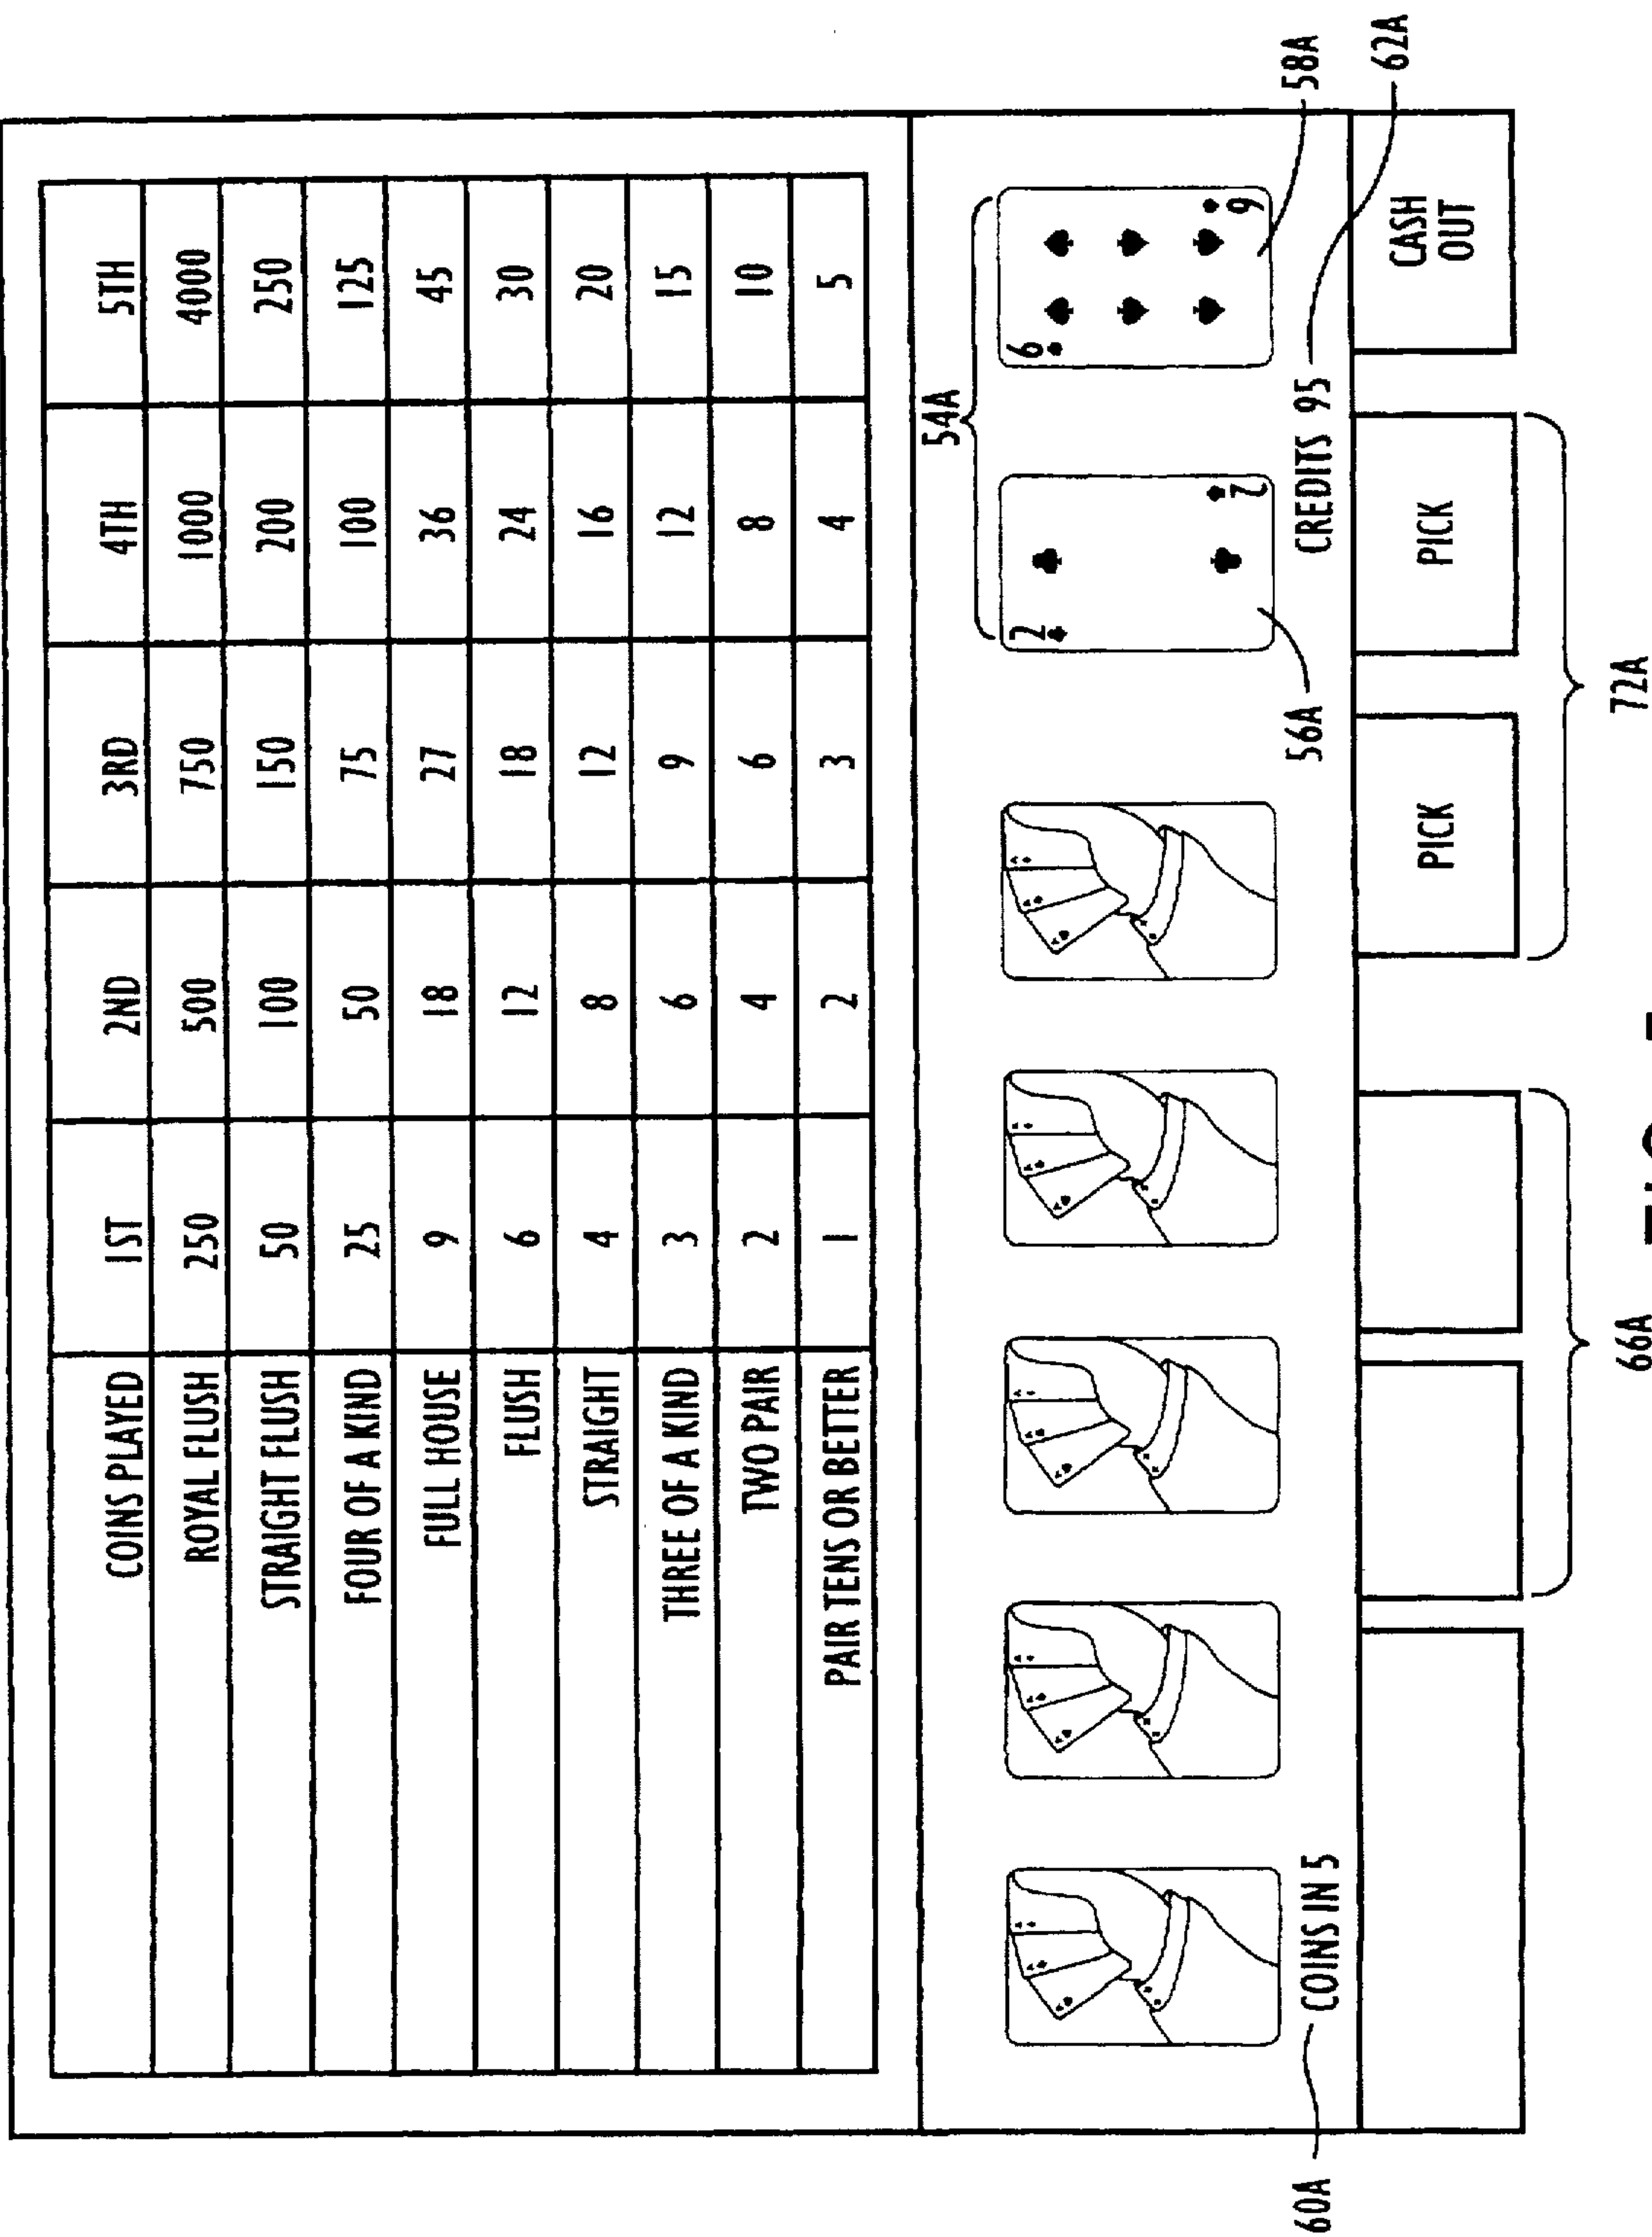 COINS PLAYED 1ST 2ND 3RD 4TH 5TH
ROYAL FLUSH 250 500 750 1000 4000
STRAIGHT FLUSH 50 100 150 200 250
FOUR OF A KIND 25 50 75 100 125
FULL HOUSE 9 18 27 36 45
FLUSH 6 12 18 24 30
STRAIGHT 4 8 12 16 20
THREE OF A KIND 3 6 9 12 15
TWO PAIR 2 4 6 8 10
PAIR TENS OR BETTER 1 2 3 4 5
54A
2 2 6 6
60A COINS IN 5 56A CREDITS 95 58A
62A
PICK PICK CASH
OUT
66A 72A